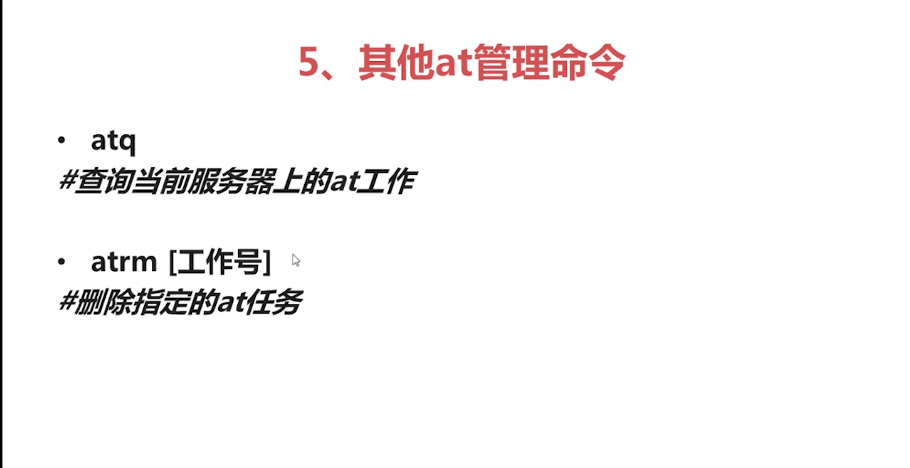 5、其他at管理命令
• atq
#查询当前服务器上的at工作
• atrm [工作号]
#删除指定的at任务